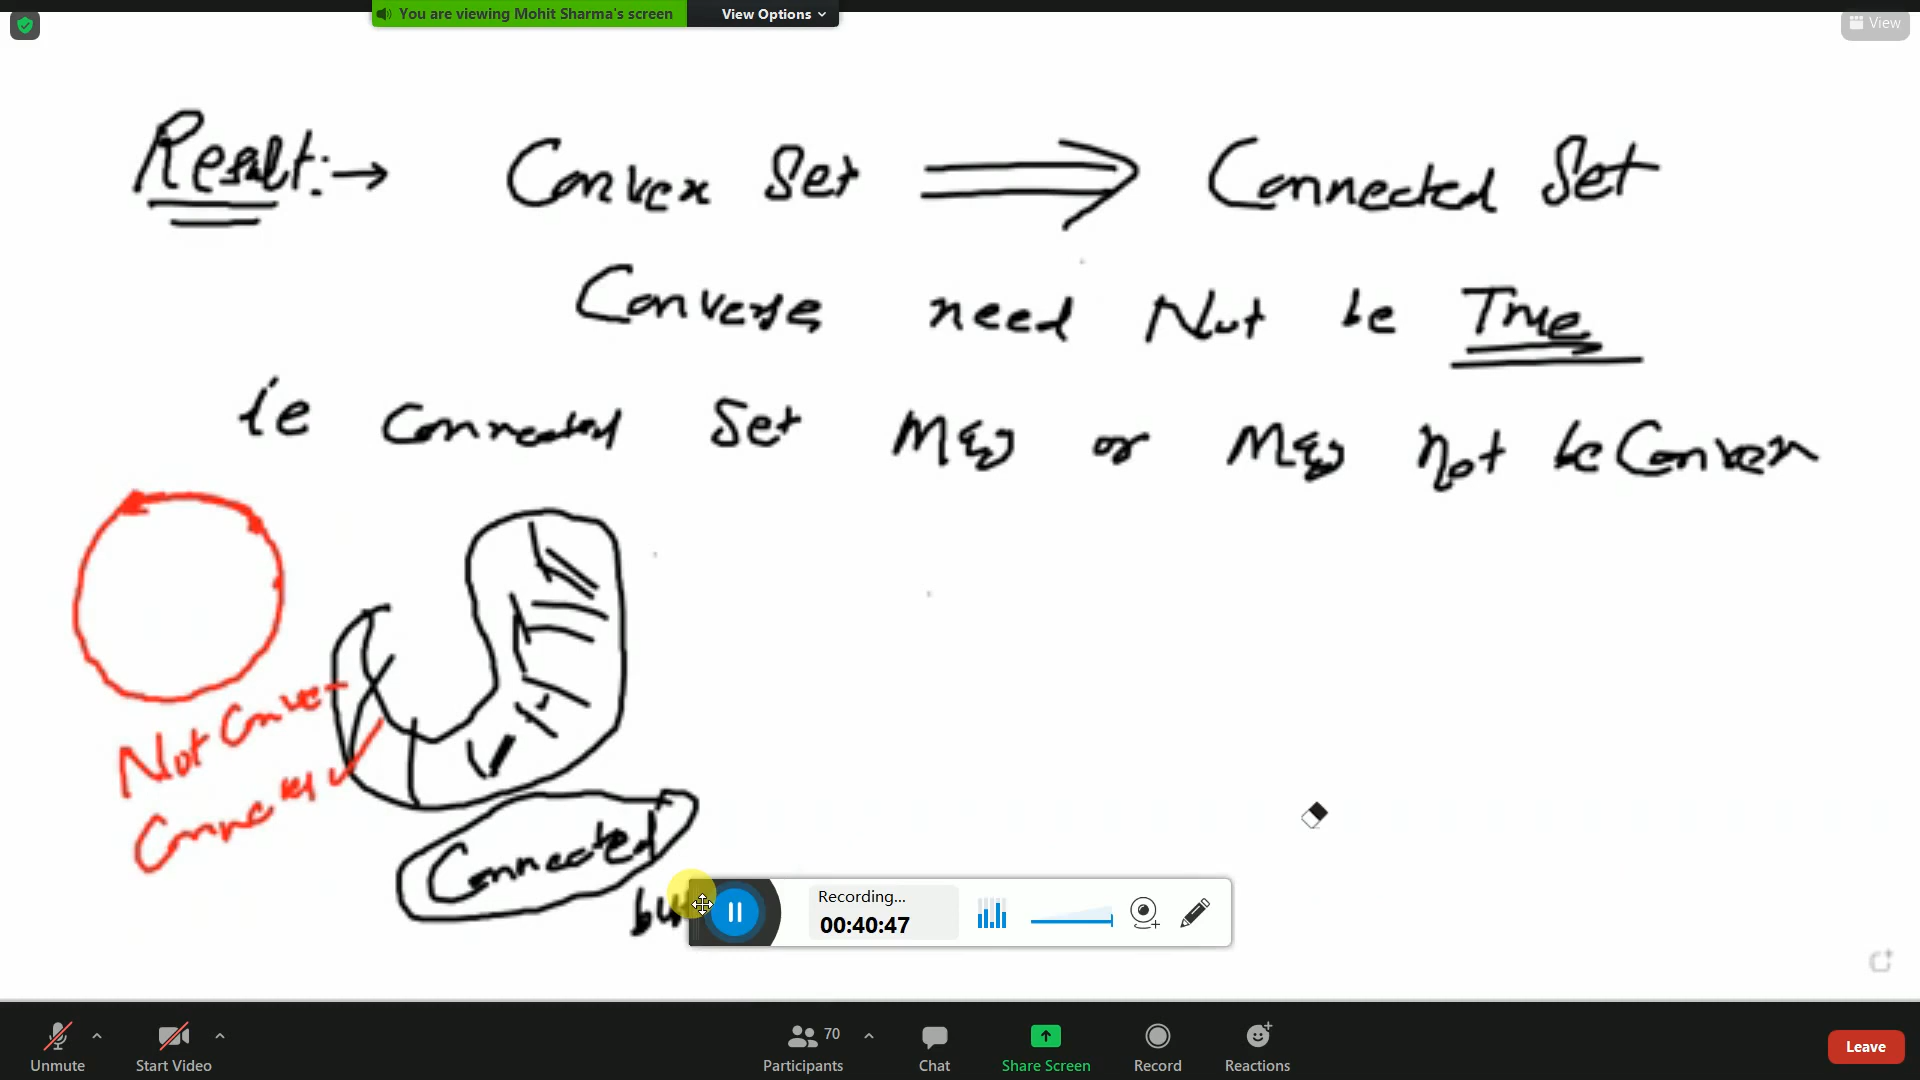 You are viewing Mohit Sharma's screen
View Options
View
Result:→ Convex Set ⟹ Connected Set
Converse need Not be True
ie Connected Set May or May not be Convex
Not Convex
Connected
Connected
but
Recording...
00:40:47
Unmute
Start Video
70
Participants
Chat
Share Screen
Record
Reactions
Leave